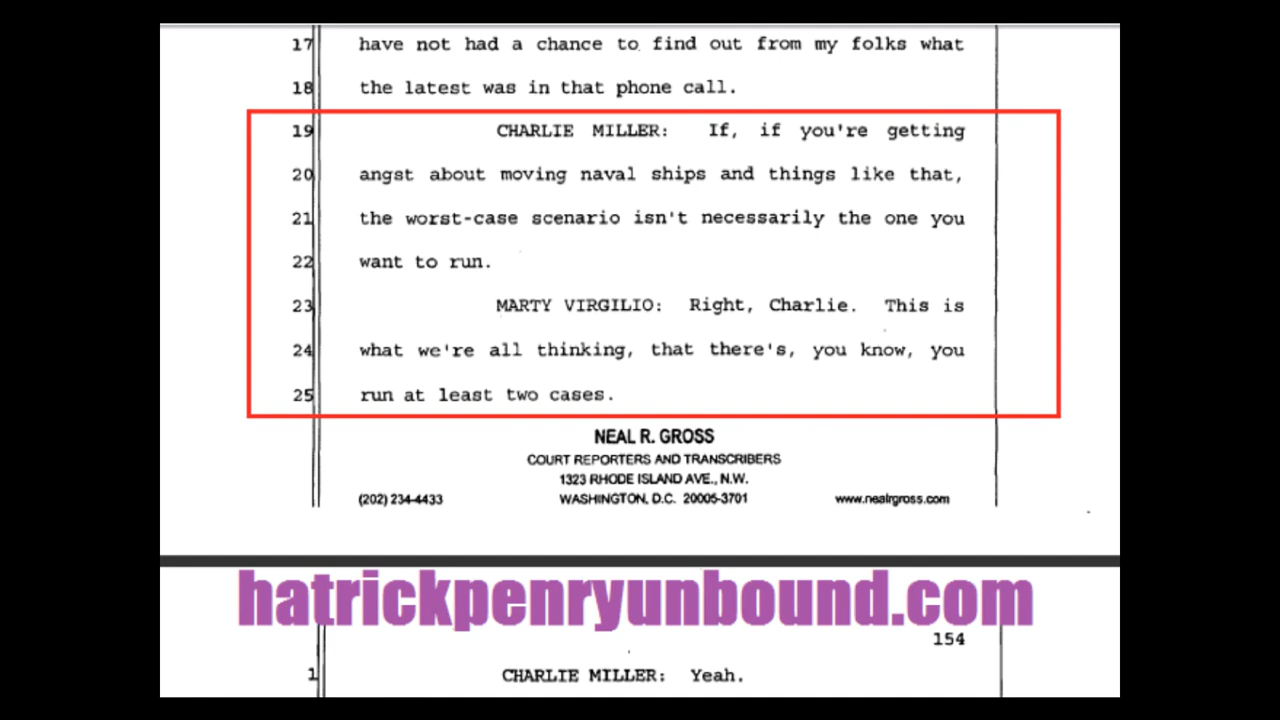 17 have not had a chance to find out from my folks what
18 the latest was in that phone call.
19 CHARLIE MILLER: If, if you're getting
20 angst about moving naval ships and things like that,
21 the worst-case scenario isn't necessarily the one you
22 want to run.
23 MARTY VIRGILIO: Right, Charlie. This is
24 what we're all thinking, that there's, you know, you
25 run at least two cases.
NEAL R. GROSS
COURT REPORTERS AND TRANSCRIBERS
1323 RHODE ISLAND AVE., N.W.
(202) 234-4433 WASHINGTON, D.C. 20005-3701 www.nealrgross.com
hatrickpenryunbound.com
154
1 CHARLIE MILLER: Yeah.